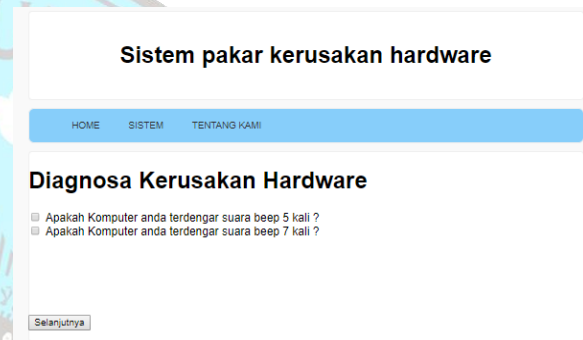 Sistem pakar kerusakan hardware
HOME SISTEM TENTANG KAMI
Diagnosa Kerusakan Hardware
Apakah Komputer anda terdengar suara beep 5 kali ?
Apakah Komputer anda terdengar suara beep 7 kali ?
Selanjutnya